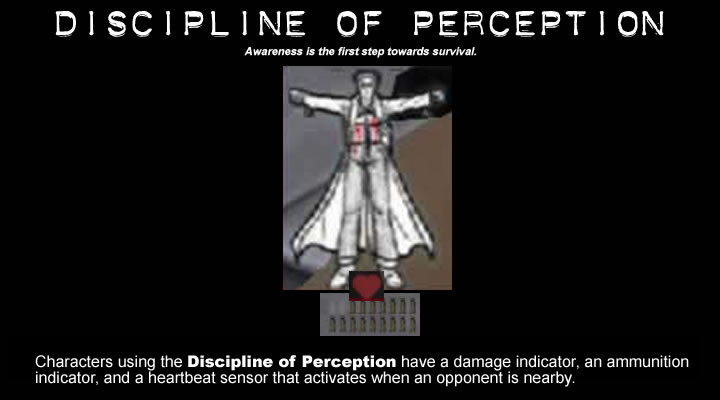 DISCIPLINE OF PERCEPTION
Awareness is the first step towards survival.
Characters using the Discipline of Perception have a damage indicator, an ammunition
indicator, and a heartbeat sensor that activates when an opponent is nearby.